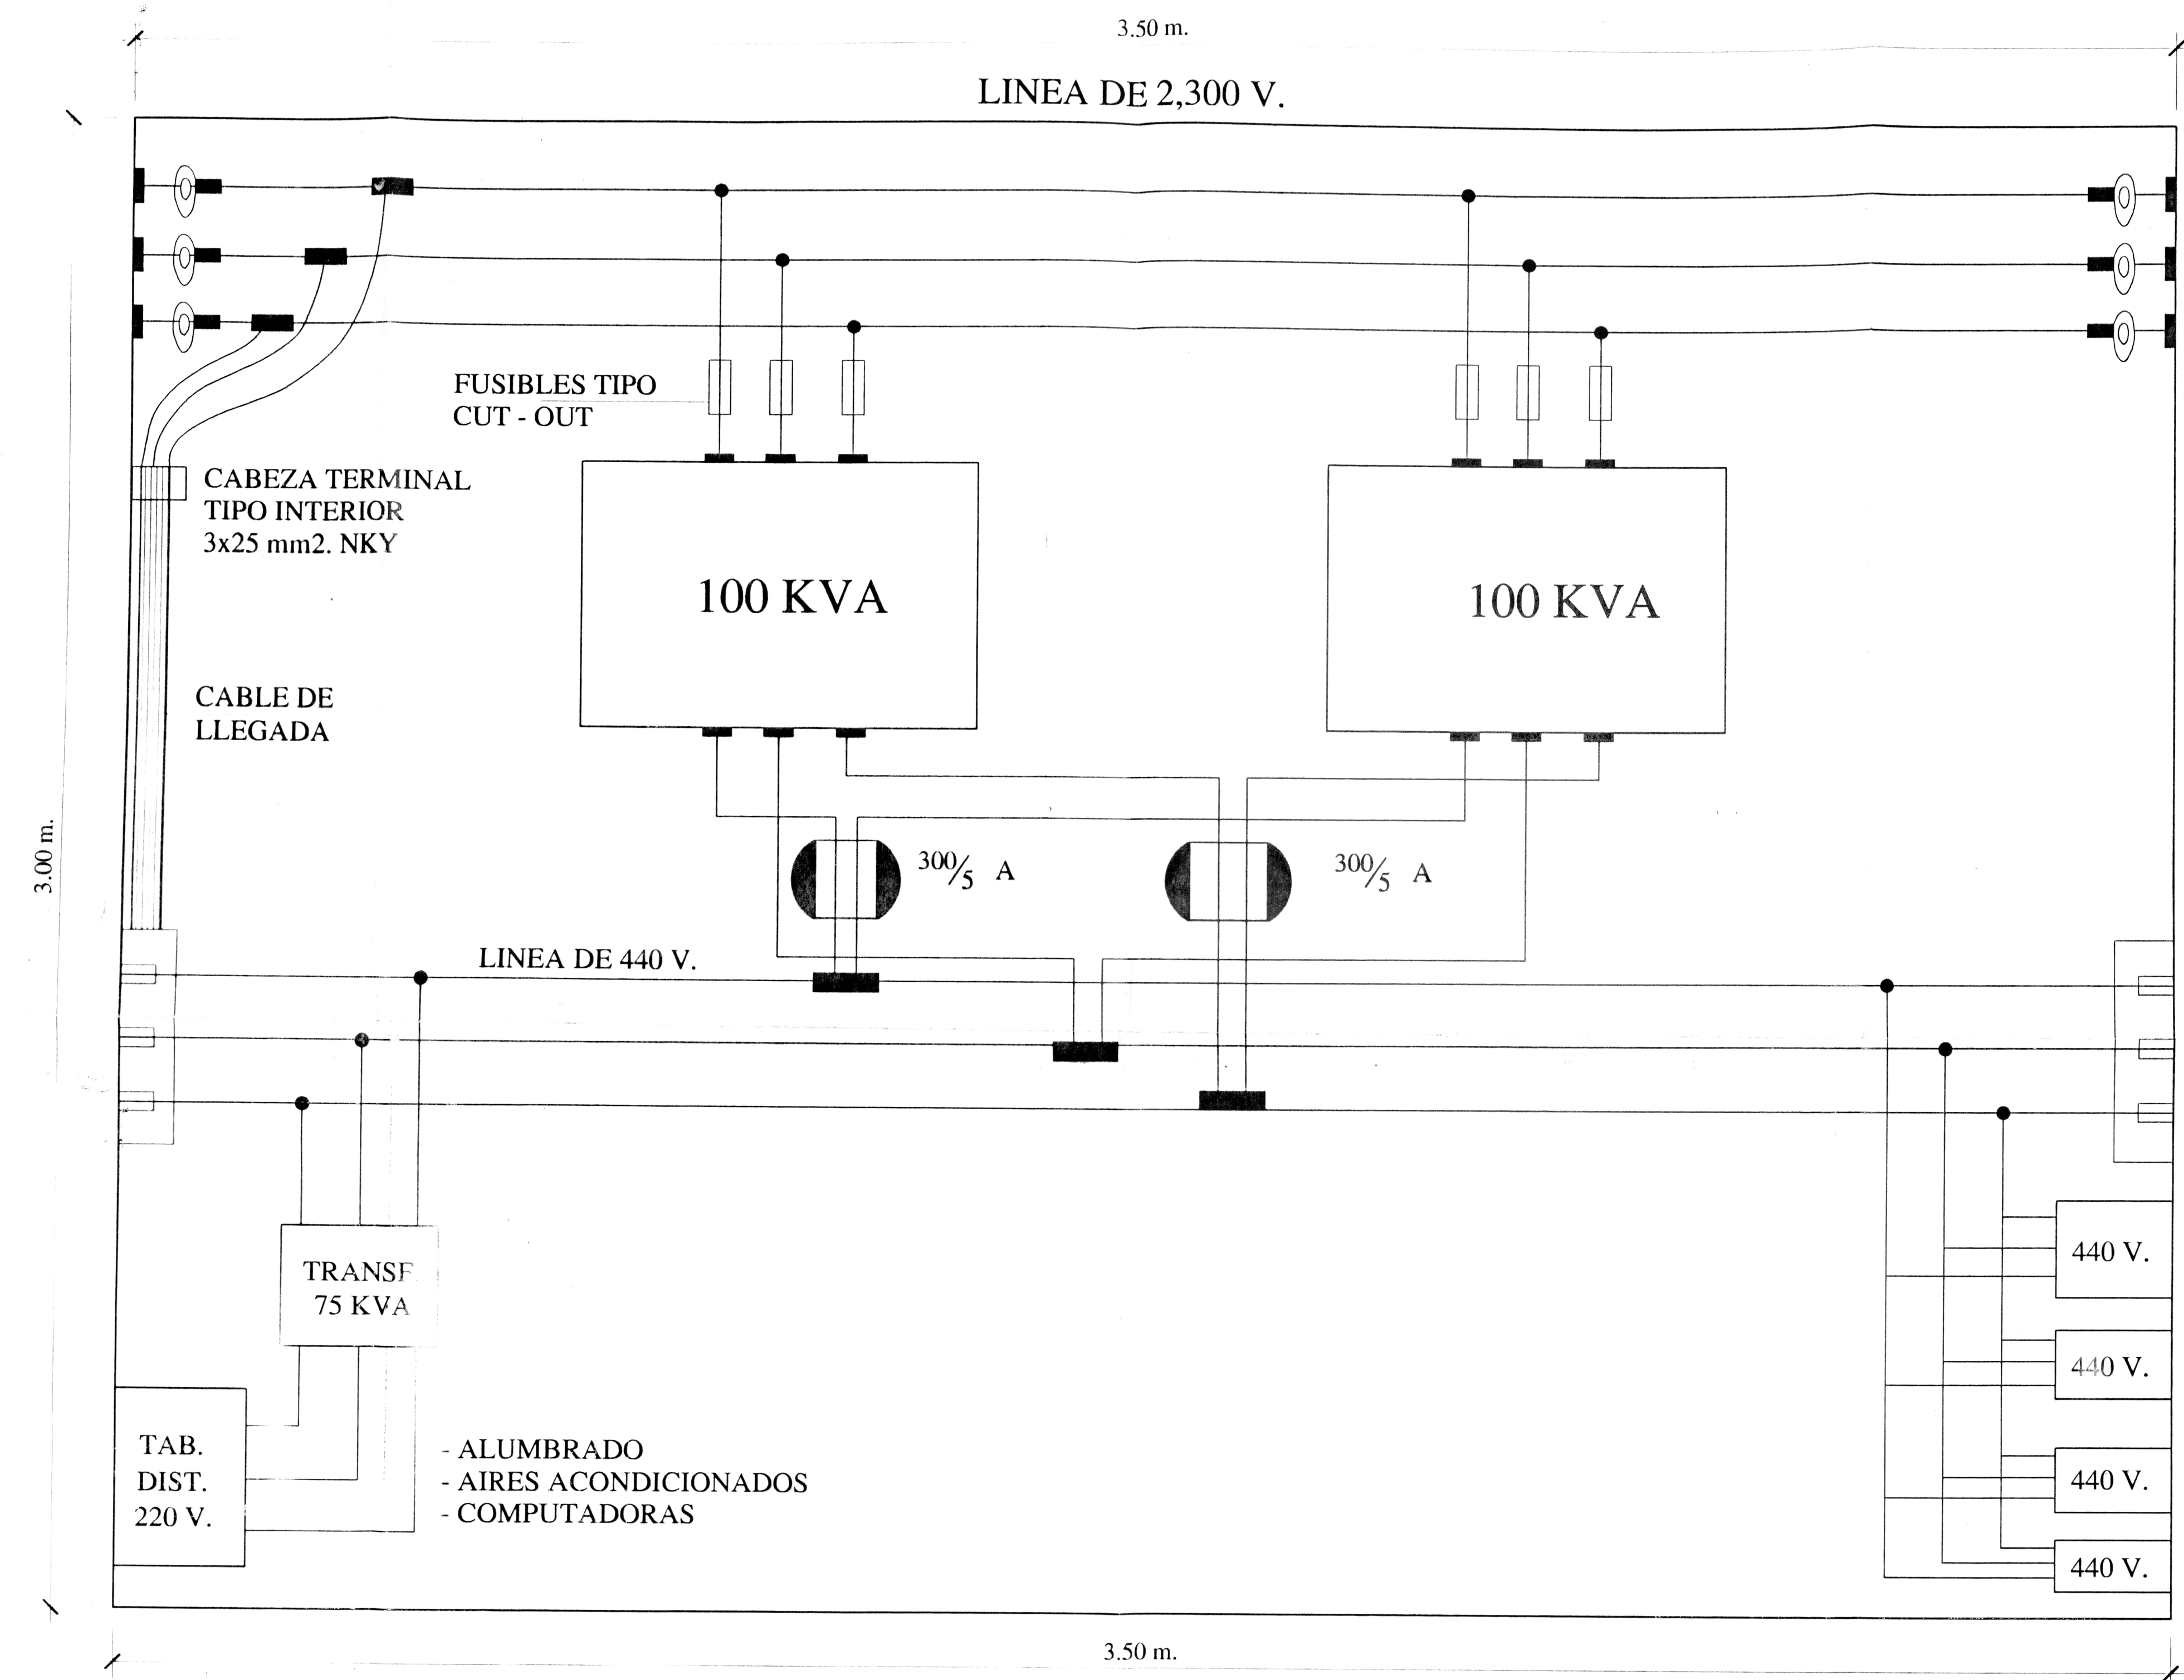 3.50 m.
LINEA DE 2,300 V.
FUSIBLES TIPO
CUT - OUT
CABEZA TERMINAL
TIPO INTERIOR
3x25 mm2. NKY
100 KVA
100 KVA
CABLE DE
LLEGADA
3.00 m.
300/5 A
300/5 A
LINEA DE 440 V.
TRANSF.
75 KVA
440 V.
440 V.
440 V.
440 V.
TAB.
DIST.
220 V.
- ALUMBRADO
- AIRES ACONDICIONADOS
- COMPUTADORAS
3.50 m.